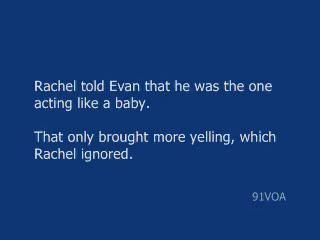 Rachel told Evan that he was the one
acting like a baby.
That only brought more yelling, which
Rachel ignored.
91VOA